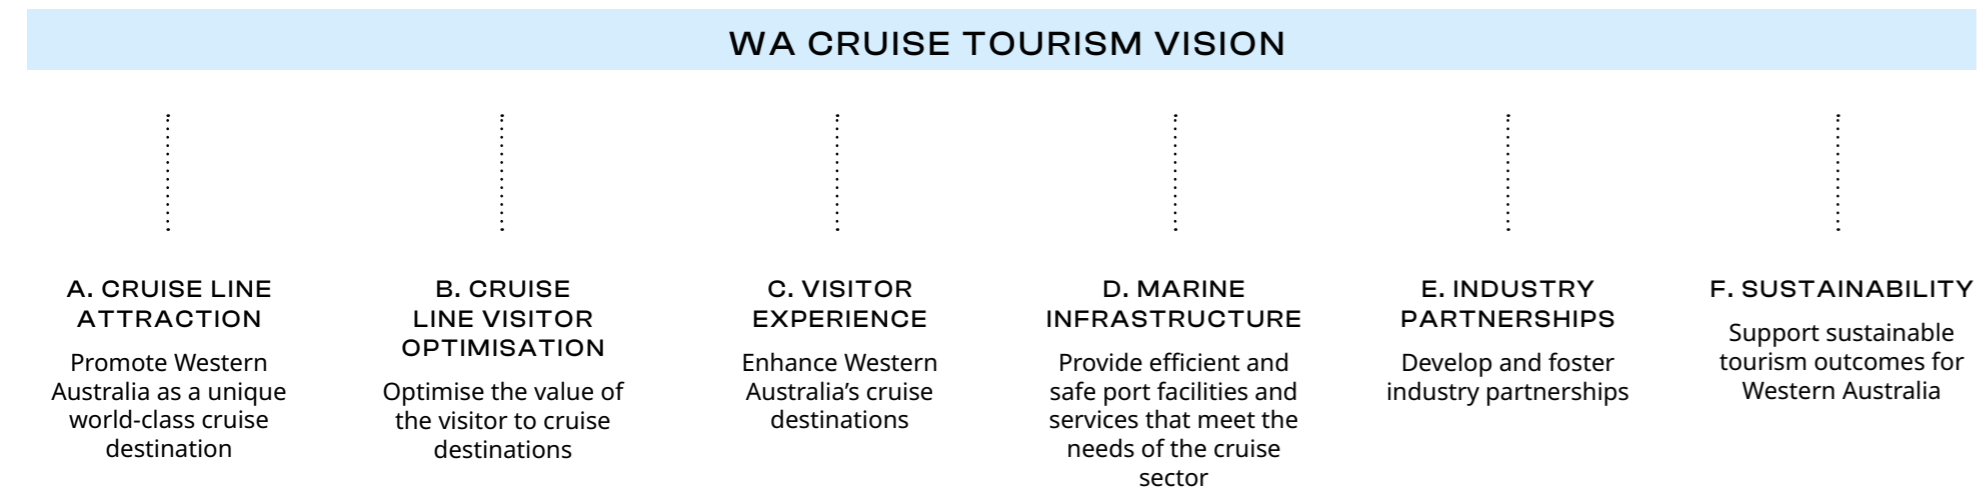 WA CRUISE TOURISM VISION
A. CRUISE LINE
ATTRACTION
Promote Western
Australia as a unique
world-class cruise
destination
B. CRUISE
LINE VISITOR
OPTIMISATION
Optimise the value of
the visitor to cruise
destinations
C. VISITOR
EXPERIENCE
Enhance Western
Australia’s cruise
destinations
D. MARINE
INFRASTRUCTURE
Provide efficient and
safe port facilities and
services that meet the
needs of the cruise
sector
E. INDUSTRY
PARTNERSHIPS
Develop and foster
industry partnerships
F. SUSTAINABILITY
Support sustainable
tourism outcomes for
Western Australia